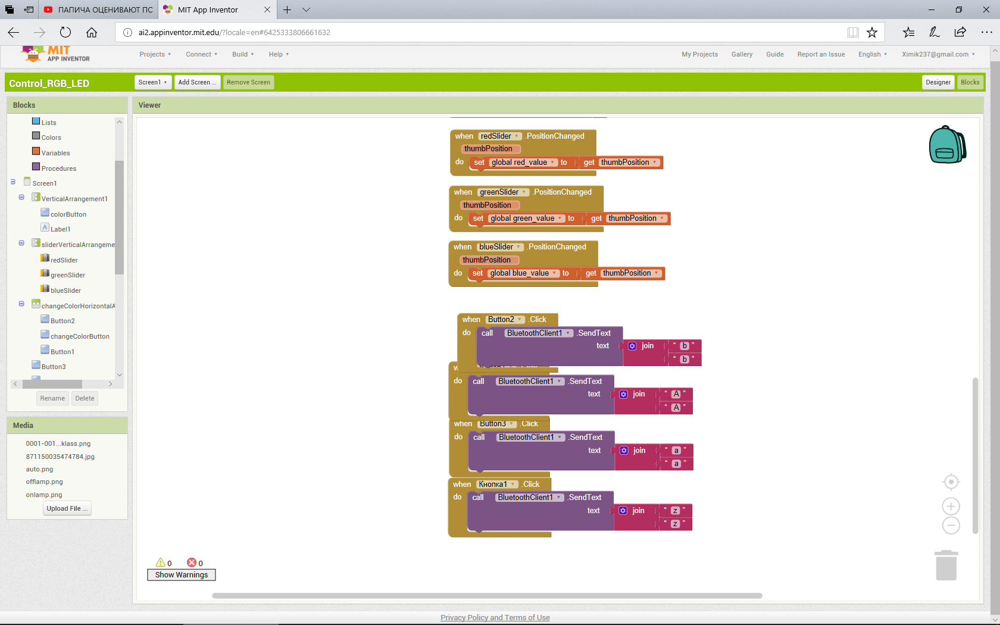 ПАПИЧА ОЦЕНИВАЮТ ПС
MIT App Inventor
ai2.appinventor.mit.edu/?locale=en#6425333806661632
MIT
APP INVENTOR
Projects
Connect
Build
Help
My Projects
Gallery
Guide
Report an Issue
English
Ximik237@gmail.com
Control_RGB_LED
Screen1
Add Screen ...
Remove Screen
Designer
Blocks
Blocks
Lists
Colors
Variables
Procedures
Screen1
VerticalArrangement1
colorButton
Label1
sliderVerticalArrangeme
redSlider
greenSlider
blueSlider
changeColorHorizontalA
Button2
changeColorButton
Button1
Button3
Rename
Delete
Media
0001-001...klass.png
871150035474784.jpg
auto.png
offlamp.png
onlamp.png
Upload File ...
Viewer
when redSlider .PositionChanged
thumbPosition
do set global red_value to get thumbPosition
when greenSlider .PositionChanged
thumbPosition
do set global green_value to get thumbPosition
when blueSlider .PositionChanged
thumbPosition
do set global blue_value to get thumbPosition
when Button2 .Click
do call BluetoothClient1 .SendText
text join " b "
" b "
do call BluetoothClient1 .SendText
text join " A "
" A "
when Button3 .Click
do call BluetoothClient1 .SendText
text join " a "
" a "
when Кнопка1 .Click
do call BluetoothClient1 .SendText
text join " z "
" z "
0 0
Show Warnings
Privacy Policy and Terms of Use